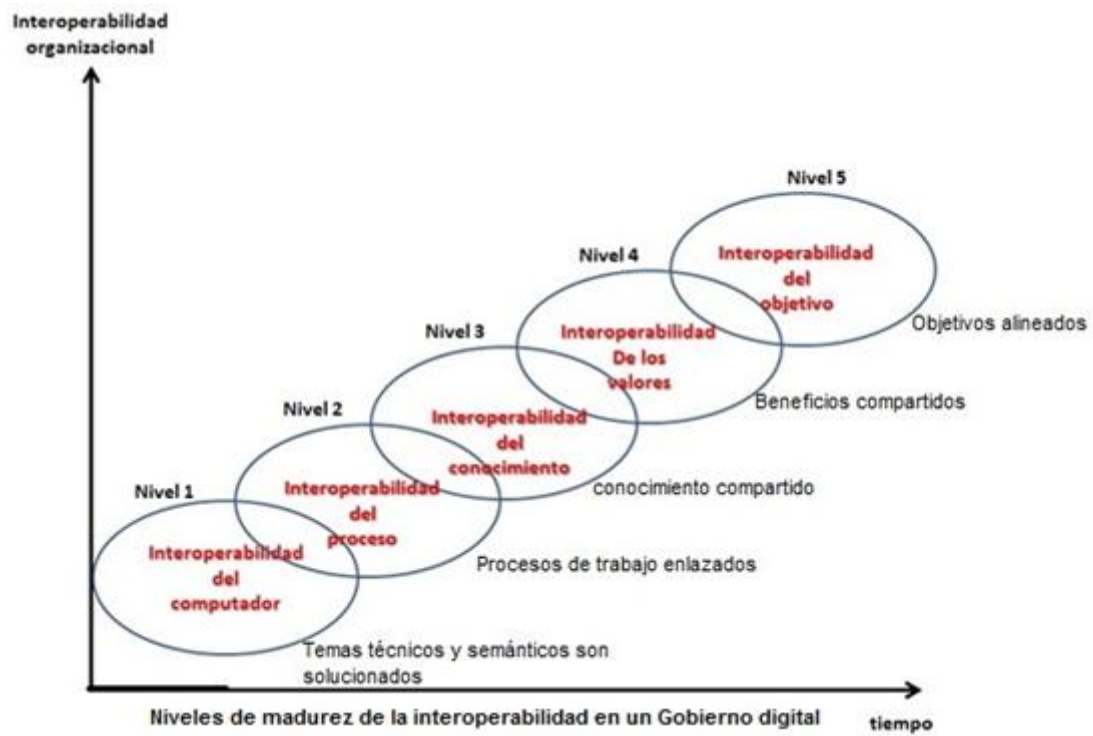 Interoperabilidad
organizacional
Nivel 5
Interoperabilidad
del
objetivo
Objetivos alineados
Nivel 4
Interoperabilidad
De los
valores
Beneficios compartidos
Nivel 3
Interoperabilidad
del
conocimiento
conocimiento compartido
Nivel 2
Interoperabilidad
del
proceso
Procesos de trabajo enlazados
Nivel 1
Interoperabilidad
del
computador
Temas técnicos y semánticos son
solucionados
Niveles de madurez de la interoperabilidad en un Gobierno digital
tiempo